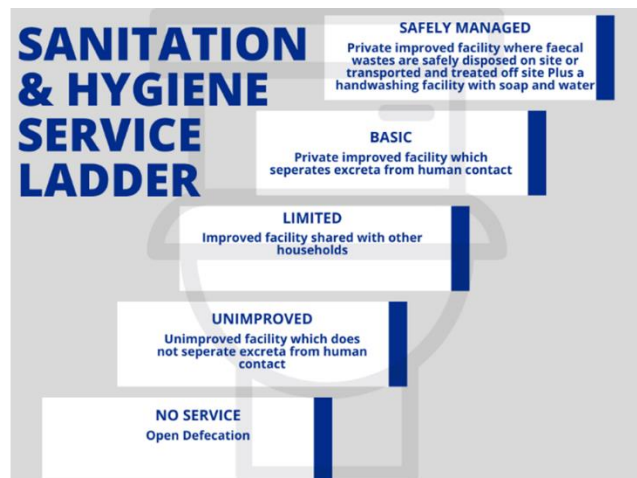 SANITATION
& HYGIENE
SERVICE
LADDER
SAFELY MANAGED
Private improved facility where faecal
wastes are safely disposed on site or
transported and treated off site Plus a
handwashing facility with soap and water
BASIC
Private improved facility which
seperates excreta from human contact
LIMITED
Improved facility shared with other
households
UNIMPROVED
Unimproved facility which does
not seperate excreta from human
contact
NO SERVICE
Open Defecation